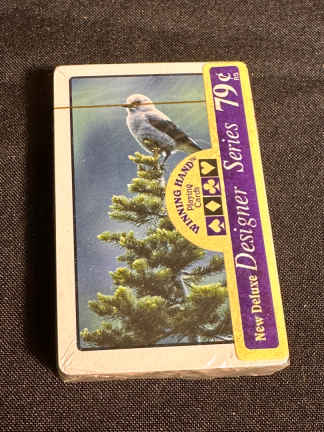 WINNING HAND
Playing
Cards
New Deluxe Designer Series 79¢